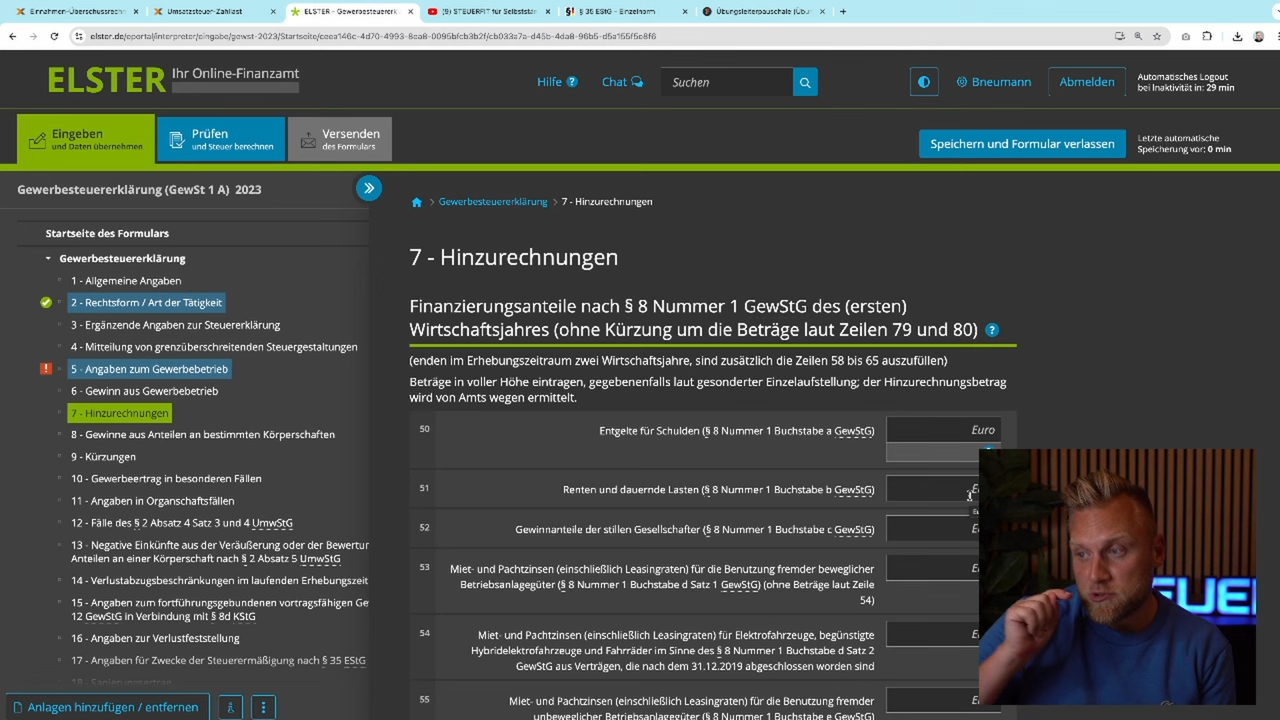 Einnahmen-Überschussrechn
Umsatzsteuer-Zahllast
ELSTER - Gewerbesteuererk
(9) STEUERFIT für Selbststän
§ 35 EStG - Einzelnorm
Übungsleiterpauschale (Übu
elster.de/eportal/interpreter/eingabe/gewst-2023/Startseite/
ELSTER
Ihr Online-Finanzamt
Hilfe ?
Chat
Suchen
Bneumann
Abmelden
Automatisches Logout
bei Inaktivität in: 29 min
Eingeben
und Daten übernehmen
Prüfen
und Steuer berechnen
Versenden
des Formulars
Speichern und Formular verlassen
Letzte automatische
Speicherung vor: 0 min
Gewerbesteuererklärung (GewSt 1 A) 2023
Startseite des Formulars
Gewerbesteuererklärung
1 - Allgemeine Angaben
2 - Rechtsform / Art der Tätigkeit
3 - Ergänzende Angaben zur Steuererklärung
4 - Mitteilung von grenzüberschreitenden Steuergestaltungen
5 - Angaben zum Gewerbebetrieb
6 - Gewinn aus Gewerbebetrieb
7 - Hinzurechnungen
8 - Gewinne aus Anteilen an bestimmten Körperschaften
9 - Kürzungen
10 - Gewerbeertrag in besonderen Fällen
11 - Angaben in Organschaftsfällen
12 - Fälle des § 2 Absatz 4 Satz 3 und 4 UmwStG
13 - Negative Einkünfte aus der Veräußerung oder der Bewertun
Anteilen an einer Körperschaft nach § 2 Absatz 5 UmwStG
14 - Verlustabzugsbeschränkungen im laufenden Erhebungszeit
15 - Angaben zum fortführungsgebundenen vortragsfähigen Ge
12 GewStG in Verbindung mit § 8d KStG
16 - Angaben zur Verlustfeststellung
17 - Angaben für Zwecke der Steuerermäßigung nach § 35 EStG
18 - Sanierungsertrag
Anlagen hinzufügen / entfernen
Gewerbesteuererklärung > 7 - Hinzurechnungen
7 - Hinzurechnungen
Finanzierungsanteile nach § 8 Nummer 1 GewStG des (ersten)
Wirtschaftsjahres (ohne Kürzung um die Beträge laut Zeilen 79 und 80) ?
(enden im Erhebungszeitraum zwei Wirtschaftsjahre, sind zusätzlich die Zeilen 58 bis 65 auszufüllen)
Beträge in voller Höhe eintragen, gegebenenfalls laut gesonderter Einzelaufstellung; der Hinzurechnungsbetrag
wird von Amts wegen ermittelt.
50 Entgelte für Schulden (§ 8 Nummer 1 Buchstabe a GewStG) Euro
51 Renten und dauernde Lasten (§ 8 Nummer 1 Buchstabe b GewStG)
52 Gewinnanteile der stillen Gesellschafter (§ 8 Nummer 1 Buchstabe c GewStG)
53 Miet- und Pachtzinsen (einschließlich Leasingraten) für die Benutzung fremder beweglicher
Betriebsanlagegüter (§ 8 Nummer 1 Buchstabe d Satz 1 GewStG) (ohne Beträge laut Zeile
54)
54 Miet- und Pachtzinsen (einschließlich Leasingraten) für Elektrofahrzeuge, begünstigte
Hybridelektrofahrzeuge und Fahrräder im Sinne des § 8 Nummer 1 Buchstabe d Satz 2
GewStG aus Verträgen, die nach dem 31.12.2019 abgeschlossen worden sind
55 Miet- und Pachtzinsen (einschließlich Leasingraten) für die Benutzung fremder
unbeweglicher Betriebsanlagegüter (§ 8 Nummer 1 Buchstabe e GewStG)